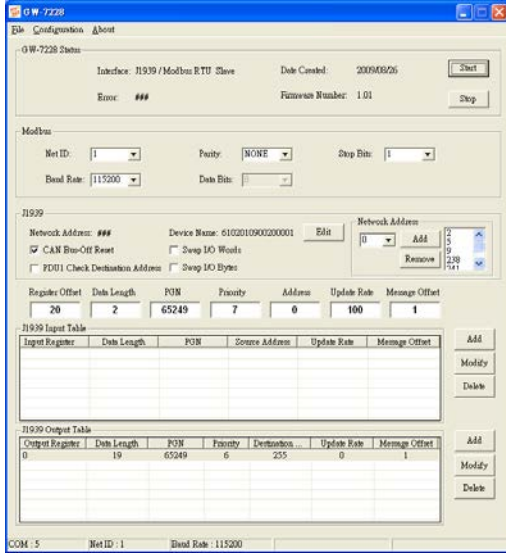 GW-7228
File Configuration About
GW-7228 Status
Interface: J1939 / Modbus RTU Slave Date Created: 2009/08/26 Start
Error: ### Firmware Number: 1.01 Stop
Modbus
Net ID: 1 Parity: NONE Stop Bits: 1
Baud Rate: 115200 Data Bits: 8
J1939
Network Address
Network Address: ### Device Name: 6102010900200001 Edit 0 Add 2
5
CAN Bus-Off Reset Swap I/O Words 9
Remove 238
PDU1 Check Destination Address Swap I/O Bytes 241
Register Offset Data Length PGN Priority Address Update Rate Message Offset
20 2 65249 7 0 100 1
J1939 Input Table
Input Register Data Length PGN Source Address Update Rate Message Offset
Add
Modify
Delete
J1939 Output Table
Output Register Data Length PGN Priority Destination ... Update Rate Message Offset
0 19 65249 6 255 0 1
Add
Modify
Delete
COM : 5 Net ID : 1 Baud Rate : 115200